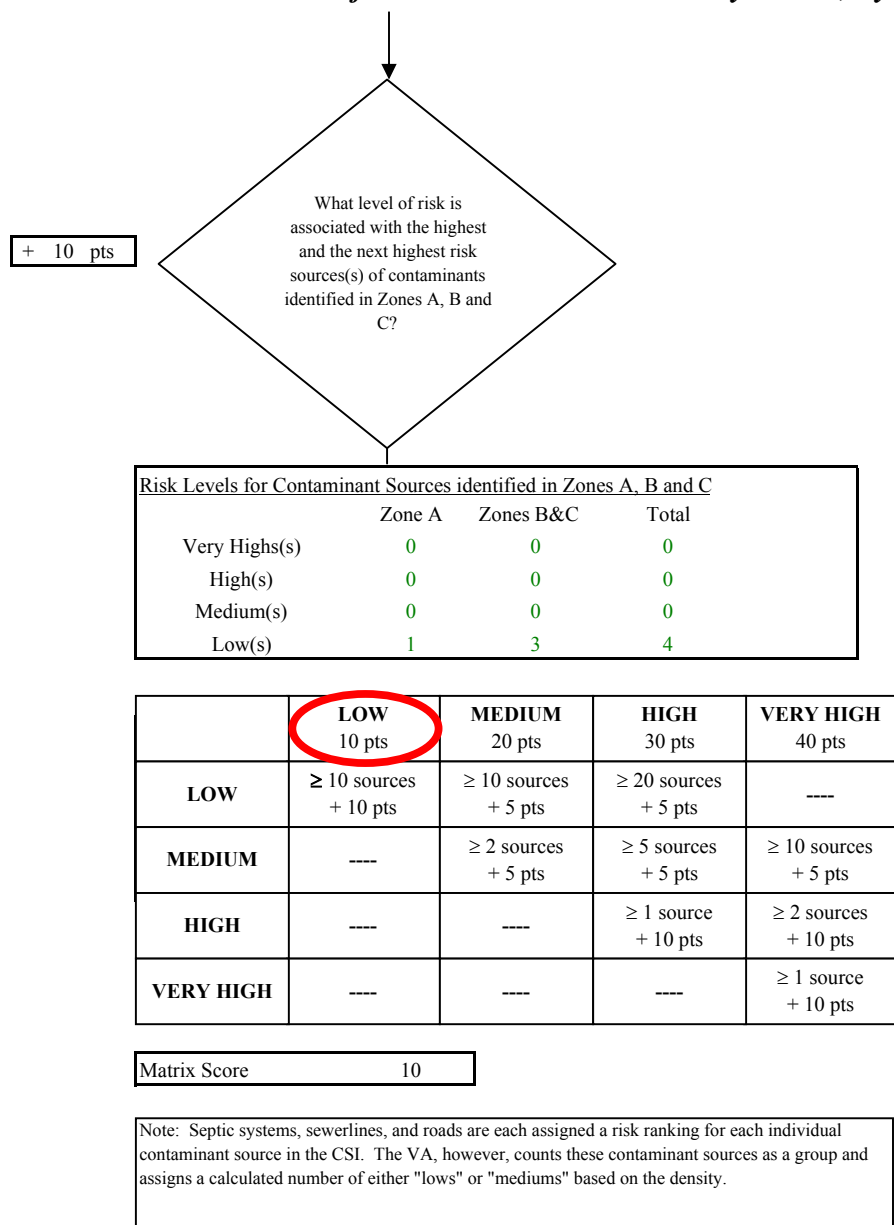 What level of risk is
associated with the highest
and the next highest risk
sources(s) of contaminants
identified in Zones A, B and
C?
+ 10 pts
Risk Levels for Contaminant Sources identified in Zones A, B and C
Zone A Zones B&C Total
Very Highs(s) 0 0 0
High(s) 0 0 0
Medium(s) 0 0 0
Low(s) 1 3 4
LOW MEDIUM HIGH VERY HIGH
10 pts 20 pts 30 pts 40 pts
LOW ≥ 10 sources ≥ 10 sources ≥ 20 sources ----
+ 10 pts + 5 pts + 5 pts
MEDIUM ---- ≥ 2 sources ≥ 5 sources ≥ 10 sources
+ 5 pts + 5 pts + 5 pts
HIGH ---- ---- ≥ 1 source ≥ 2 sources
+ 10 pts + 10 pts
VERY HIGH ---- ---- ---- ≥ 1 source
+ 10 pts
Matrix Score 10
Note: Septic systems, sewerlines, and roads are each assigned a risk ranking for each individual
contaminant source in the CSI. The VA, however, counts these contaminant sources as a group and
assigns a calculated number of either "lows" or "mediums" based on the density.